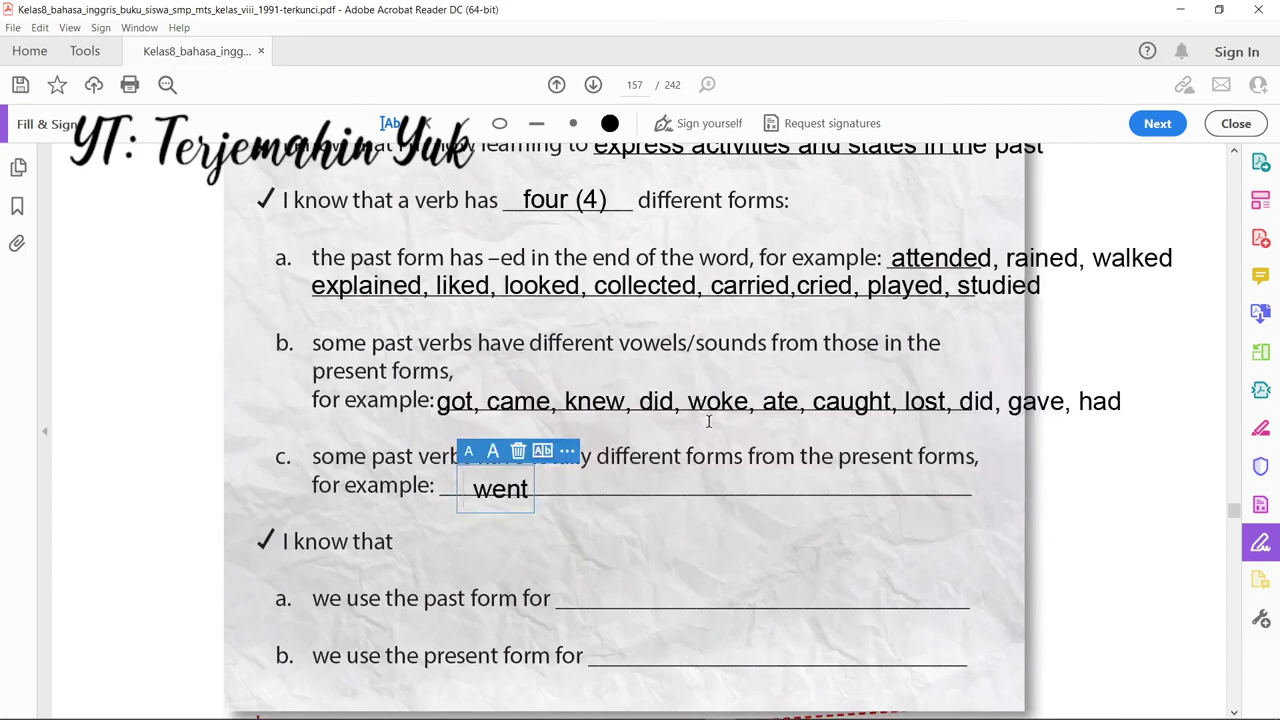 Kelas8_bahasa_inggris_buku_siswa_smp_mts_kelas_viii_1991-terkunci.pdf - Adobe Acrobat Reader DC (64-bit)
File Edit View Sign Window Help
Home Tools Kelas8_bahasa_ingg... × Sign In
157 / 242
Fill & Sign IAb Sign yourself Request signatures Next Close
YT: Terjemahin Yuk
learning to express activities and states in the past
✓ I know that a verb has four (4) different forms:
a. the past form has –ed in the end of the word, for example: attended, rained, walked
explained, liked, looked, collected, carried,cried, played, studied
b. some past verbs have different vowels/sounds from those in the
present forms,
for example: got, came, knew, did, woke, ate, caught, lost, did, gave, had
A A Ab ...
c. some past different forms from the present forms,
for example: went
✓ I know that
a. we use the past form for
b. we use the present form for